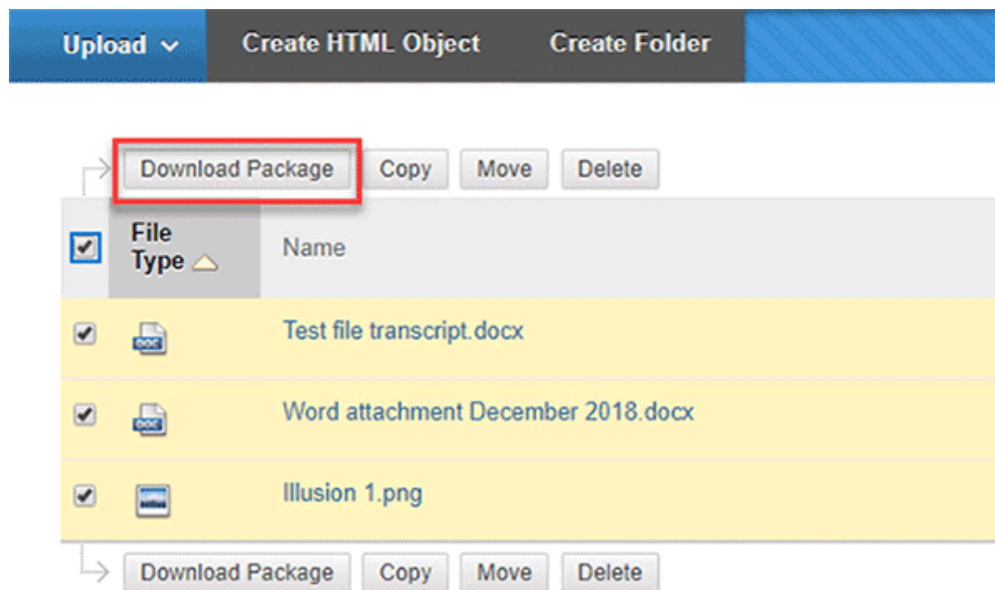 Upload Create HTML Object Create Folder
Download Package Copy Move Delete
File
Type Name
Test file transcript.docx
Word attachment December 2018.docx
Illusion 1.png
Download Package Copy Move Delete